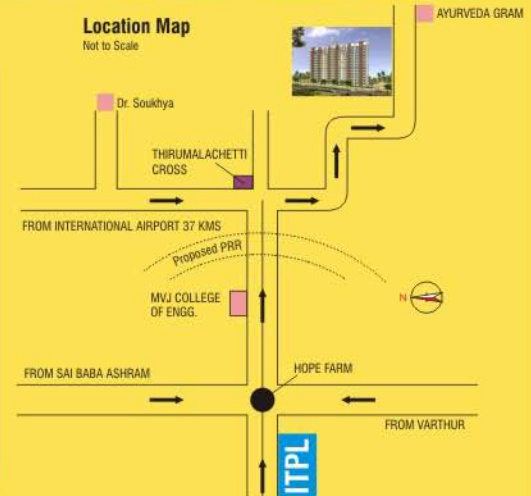 Location Map
Not to Scale
AYURVEDA GRAM
Dr. Soukhya
THIRUMALACHETTI
CROSS
FROM INTERNATIONAL AIRPORT 37 KMS
Proposed PRR
MVJ COLLEGE
OF ENGG.
N
FROM SAI BABA ASHRAM
HOPE FARM
FROM VARTHUR
ITPL